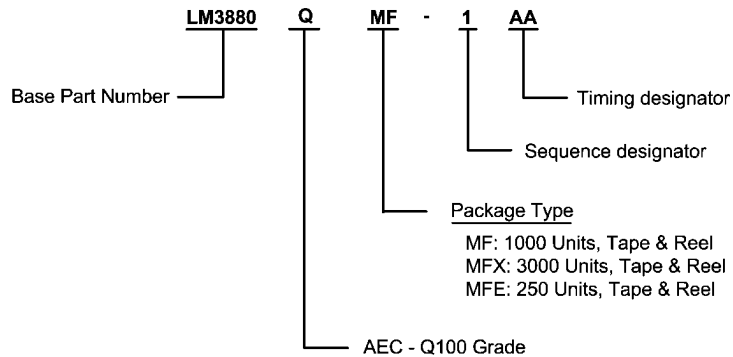 LM3880 Q MF - 1 AA
Base Part Number
Timing designator
Sequence designator
Package Type
MF: 1000 Units, Tape & Reel
MFX: 3000 Units, Tape & Reel
MFE: 250 Units, Tape & Reel
AEC - Q100 Grade